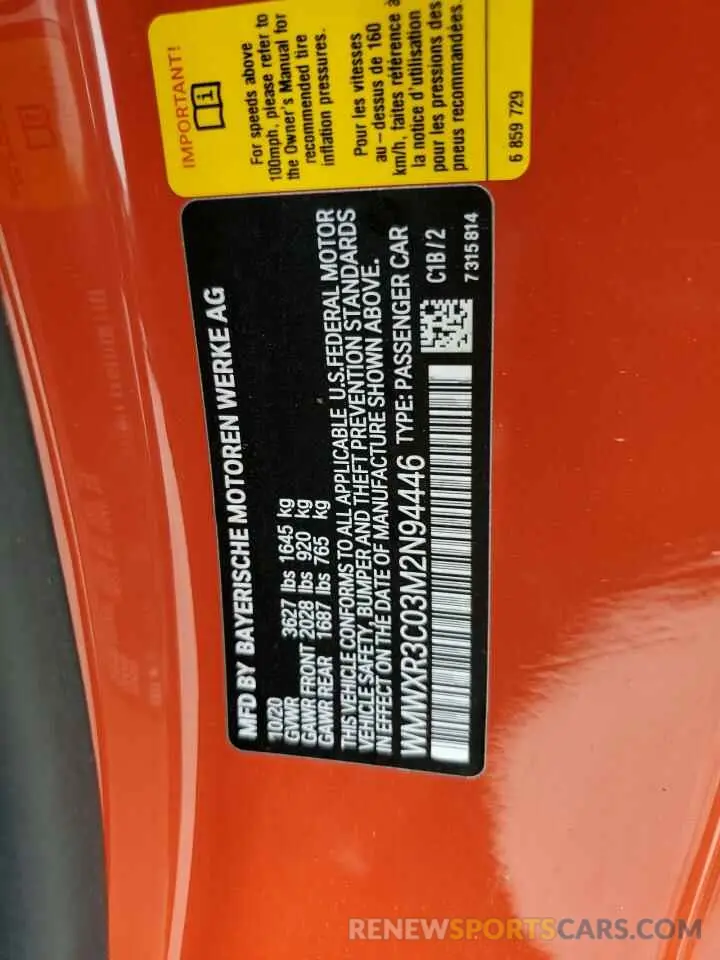 IMPORTANT!
For speeds above
100mph, please refer to
the Owner's Manual for
recommended tire
inflation pressures.
Pour les vitesses
au-dessus de 160
km/h, faites référence à
la notice d'utilisation
pour les pressions des
pneus recommandées.
6 859 729
MFD BY BAYERISCHE MOTOREN WERKE AG
10/20
GVWR 3627 lbs 1645 kg
GAWR FRONT 2028 lbs 920 kg
GAWR REAR 1687 lbs 765 kg
THIS VEHICLE CONFORMS TO ALL APPLICABLE U.S. FEDERAL MOTOR
VEHICLE SAFETY, BUMPER AND THEFT PREVENTION STANDARDS
IN EFFECT ON THE DATE OF MANUFACTURE SHOWN ABOVE.
WMWXR3C03M2N94446 TYPE: PASSENGER CAR
C1B/2
7315814
RENEWSPORTSCARS.COM